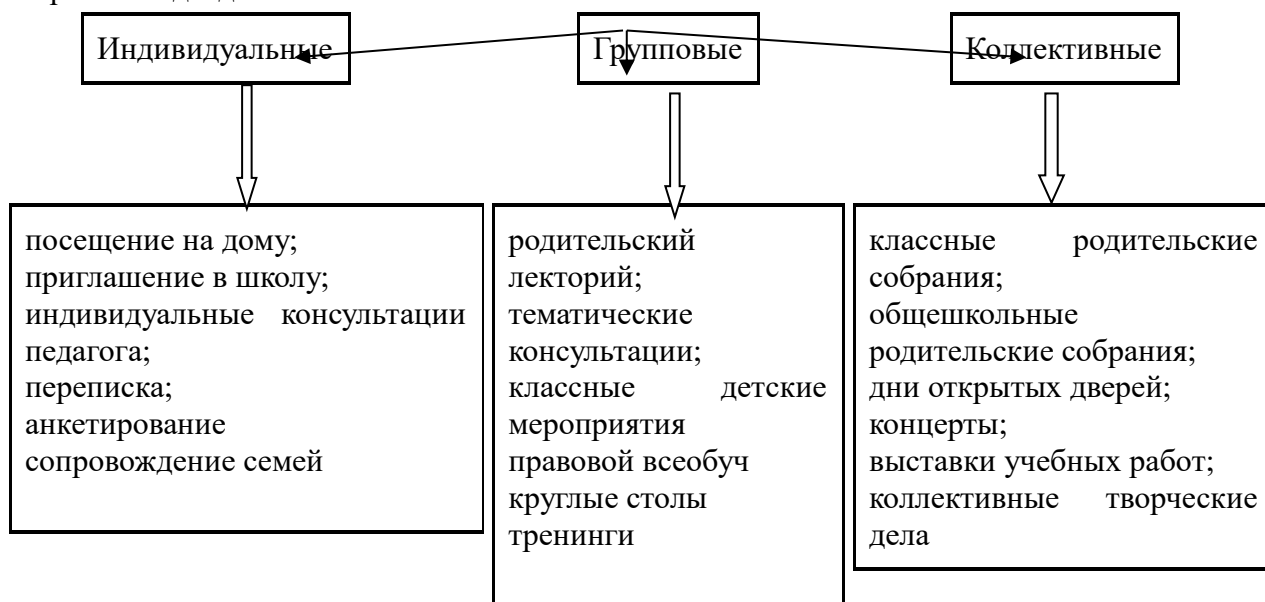 Индивидуальные
Групповые
Коллективные
посещение на дому;
приглашение в школу;
индивидуальные консультации
педагога;
переписка;
анкетирование
сопровождение семей
родительский
лекторий;
тематические
консультации;
классные детские
мероприятия
правовой всеобуч
круглые столы
тренинги
классные родительские
собрания;
общешкольные
родительские собрания;
дни открытых дверей;
концерты;
выставки учебных работ;
коллективные творческие
дела